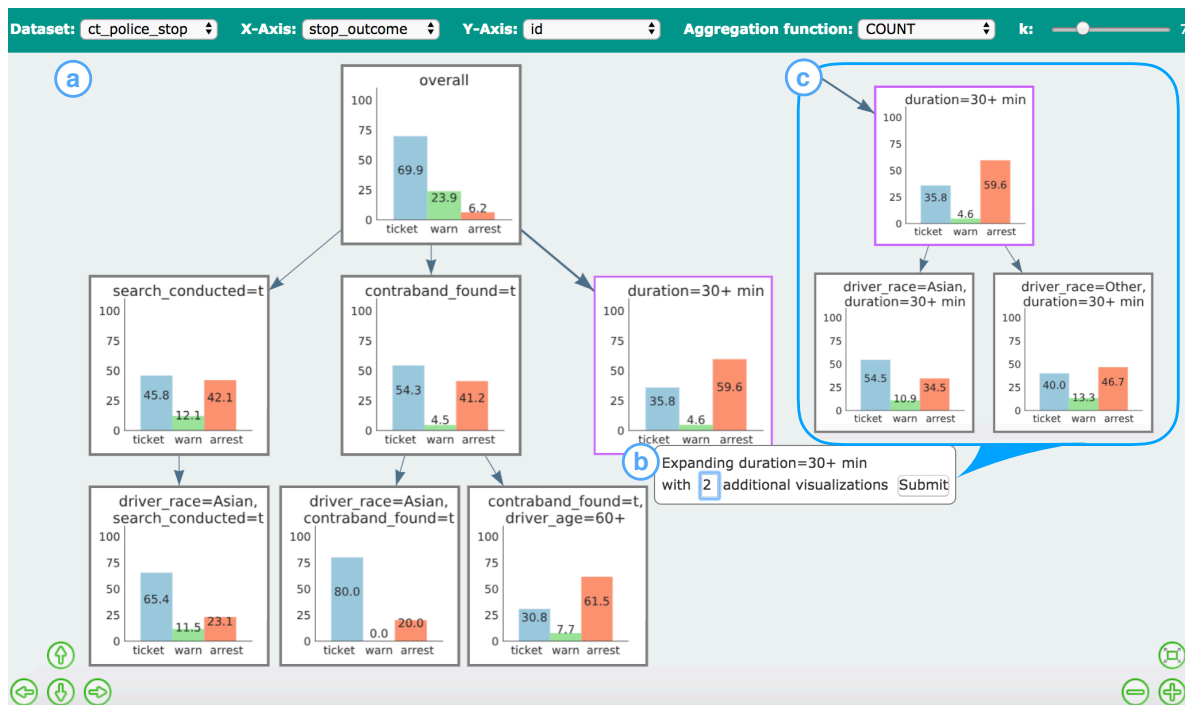 Dataset: ct_police_stop X-Axis: stop_outcome Y-Axis: id Aggregation function: COUNT k: 7
a
overall
100
75
50
25
0
69.9
23.9
6.2
ticket warn arrest
search_conducted=t
100
75
50
25
0
45.8
12.1
42.1
ticket warn arrest
contraband_found=t
100
75
50
25
0
54.3
4.5
41.2
ticket warn arrest
duration=30+ min
100
75
50
25
0
35.8
4.6
59.6
ticket warn arrest
driver_race=Asian,
search_conducted=t
100
75
50
25
0
65.4
11.5
23.1
ticket warn arrest
driver_race=Asian,
contraband_found=t
100
75
50
25
0
80.0
0.0
20.0
ticket warn arrest
contraband_found=t,
driver_age=60+
100
75
50
25
0
30.8
7.7
61.5
ticket warn arrest
b
Expanding duration=30+ min
with 2 additional visualizations Submit
c
duration=30+ min
100
75
50
25
0
35.8
4.6
59.6
ticket warn arrest
driver_race=Asian,
duration=30+ min
100
75
50
25
0
54.5
10.9
34.5
ticket warn arrest
driver_race=Other,
duration=30+ min
100
75
50
25
0
40.0
13.3
46.7
ticket warn arrest